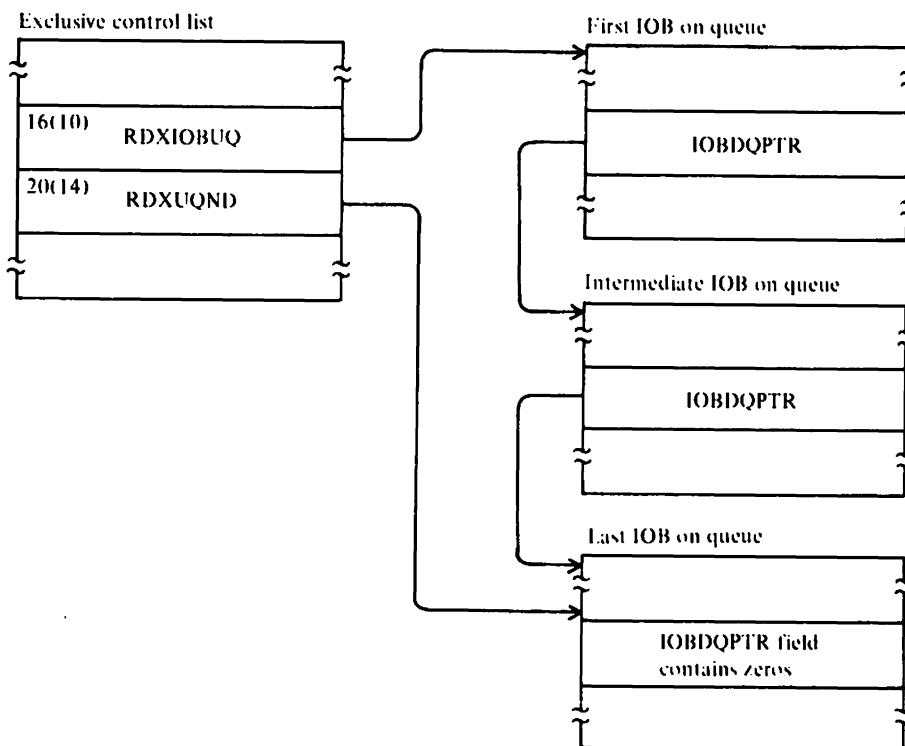 Exclusive control list
16(10)
RDXIOBUQ
20(14)
RDXUQND
First IOB on queue
IOBDQPTR
Intermediate IOB on queue
IOBDQPTR
Last IOB on queue
IOBDQPTR field
contains zeros